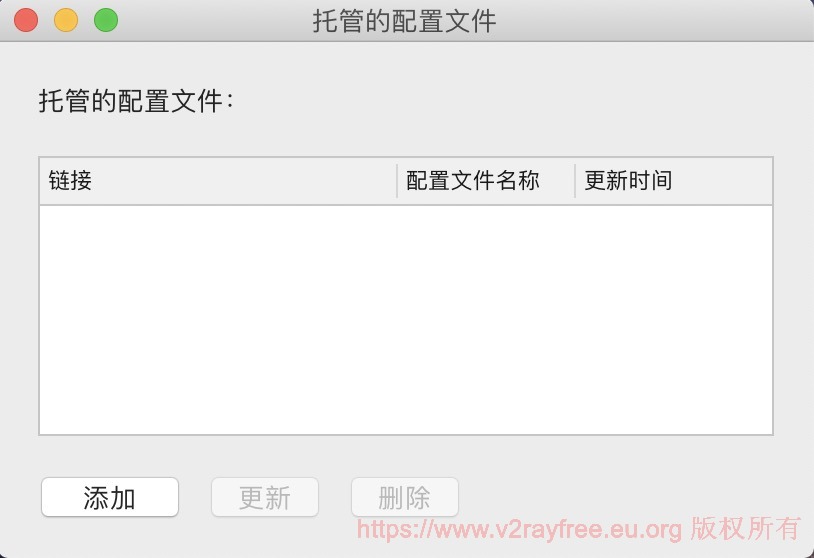 托管的配置文件
托管的配置文件：
链接 配置文件名称 更新时间
添加 更新 删除
https://www.v2rayfree.eu.org 版权所有